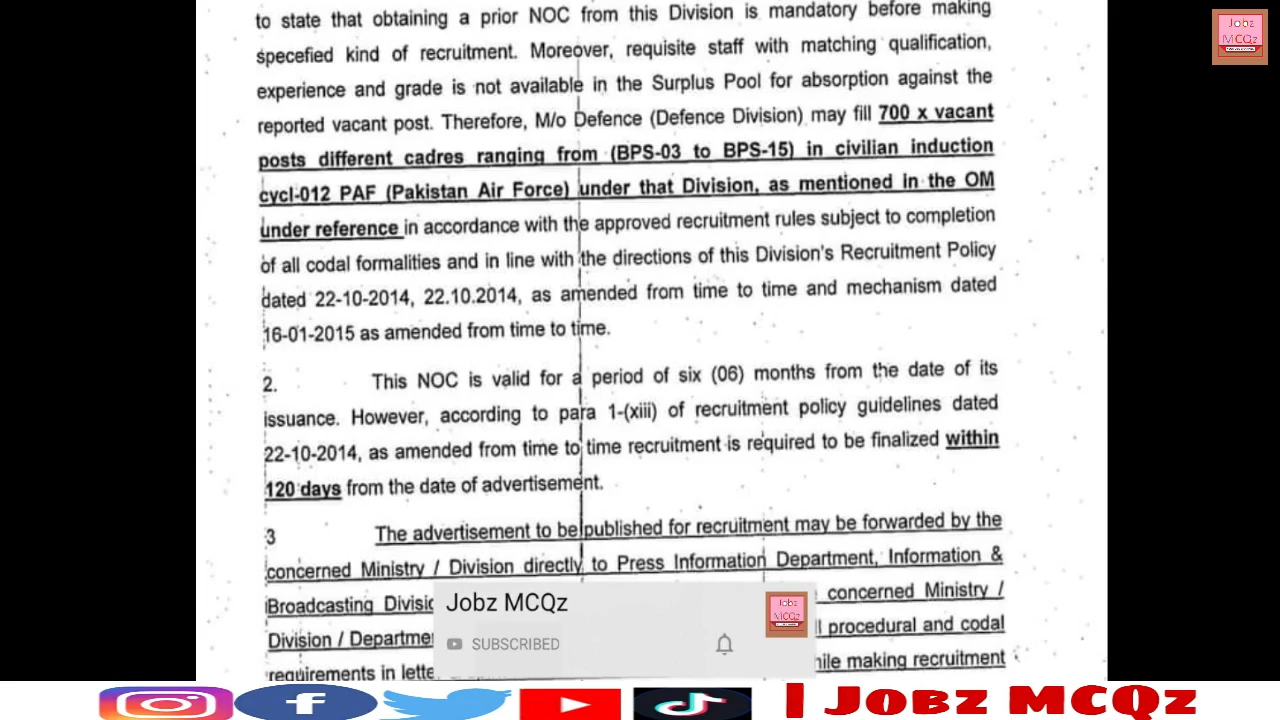 to state that obtaining a prior NOC from this Division is mandatory before making
specefied kind of recruitment. Moreover, requisite staff with matching qualification,
experience and grade is not available in the Surplus Pool for absorption against the
reported vacant post. Therefore, M/o Defence (Defence Division) may fill 700 x vacant
posts different cadres ranging from (BPS-03 to BPS-15) in civilian induction
cycl-012 PAF (Pakistan Air Force) under that Division, as mentioned in the OM
under reference in accordance with the approved recruitment rules subject to completion
of all codal formalities and in line with the directions of this Division's Recruitment Policy
dated 22-10-2014, 22.10.2014, as amended from time to time and mechanism dated
16-01-2015 as amended from time to time.
2. This NOC is valid for a period of six (06) months from the date of its
issuance. However, according to para 1-(xiii) of recruitment policy guidelines dated
22-10-2014, as amended from time to time recruitment is required to be finalized within
120 days from the date of advertisement.
3 The advertisement to be published for recruitment may be forwarded by the
concerned Ministry / Division directly to Press Information Department, Information &
Broadcasting concerned Ministry /
Division / procedural and codal
requirements in making recruitment
Jobz MCQz
SUBSCRIBED
Jobz
MCQz
Jobz
MCQz
Jobz MCQz